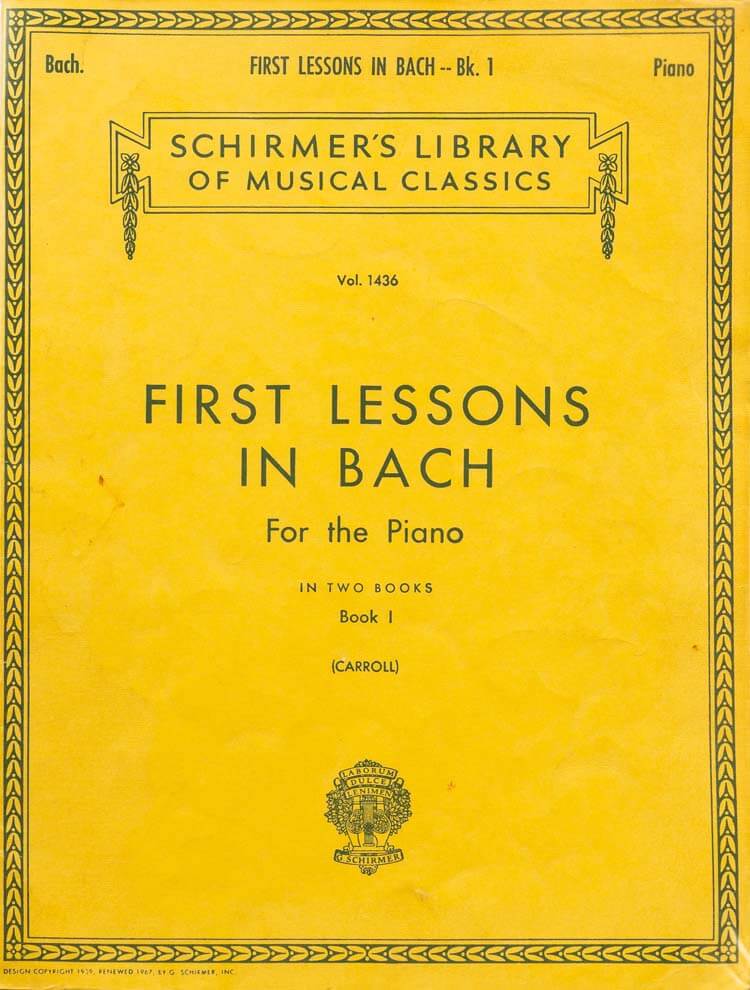 Bach. FIRST LESSONS IN BACH -- Bk. 1 Piano
SCHIRMER'S LIBRARY
OF MUSICAL CLASSICS
Vol. 1436
FIRST LESSONS
IN BACH
For the Piano
IN TWO BOOKS
Book I
(CARROLL)
LABORUM
DULCE
LENIMEN
G. SCHIRMER
DESIGN COPYRIGHT 1939, RENEWED 1967, BY G. SCHIRMER, INC.